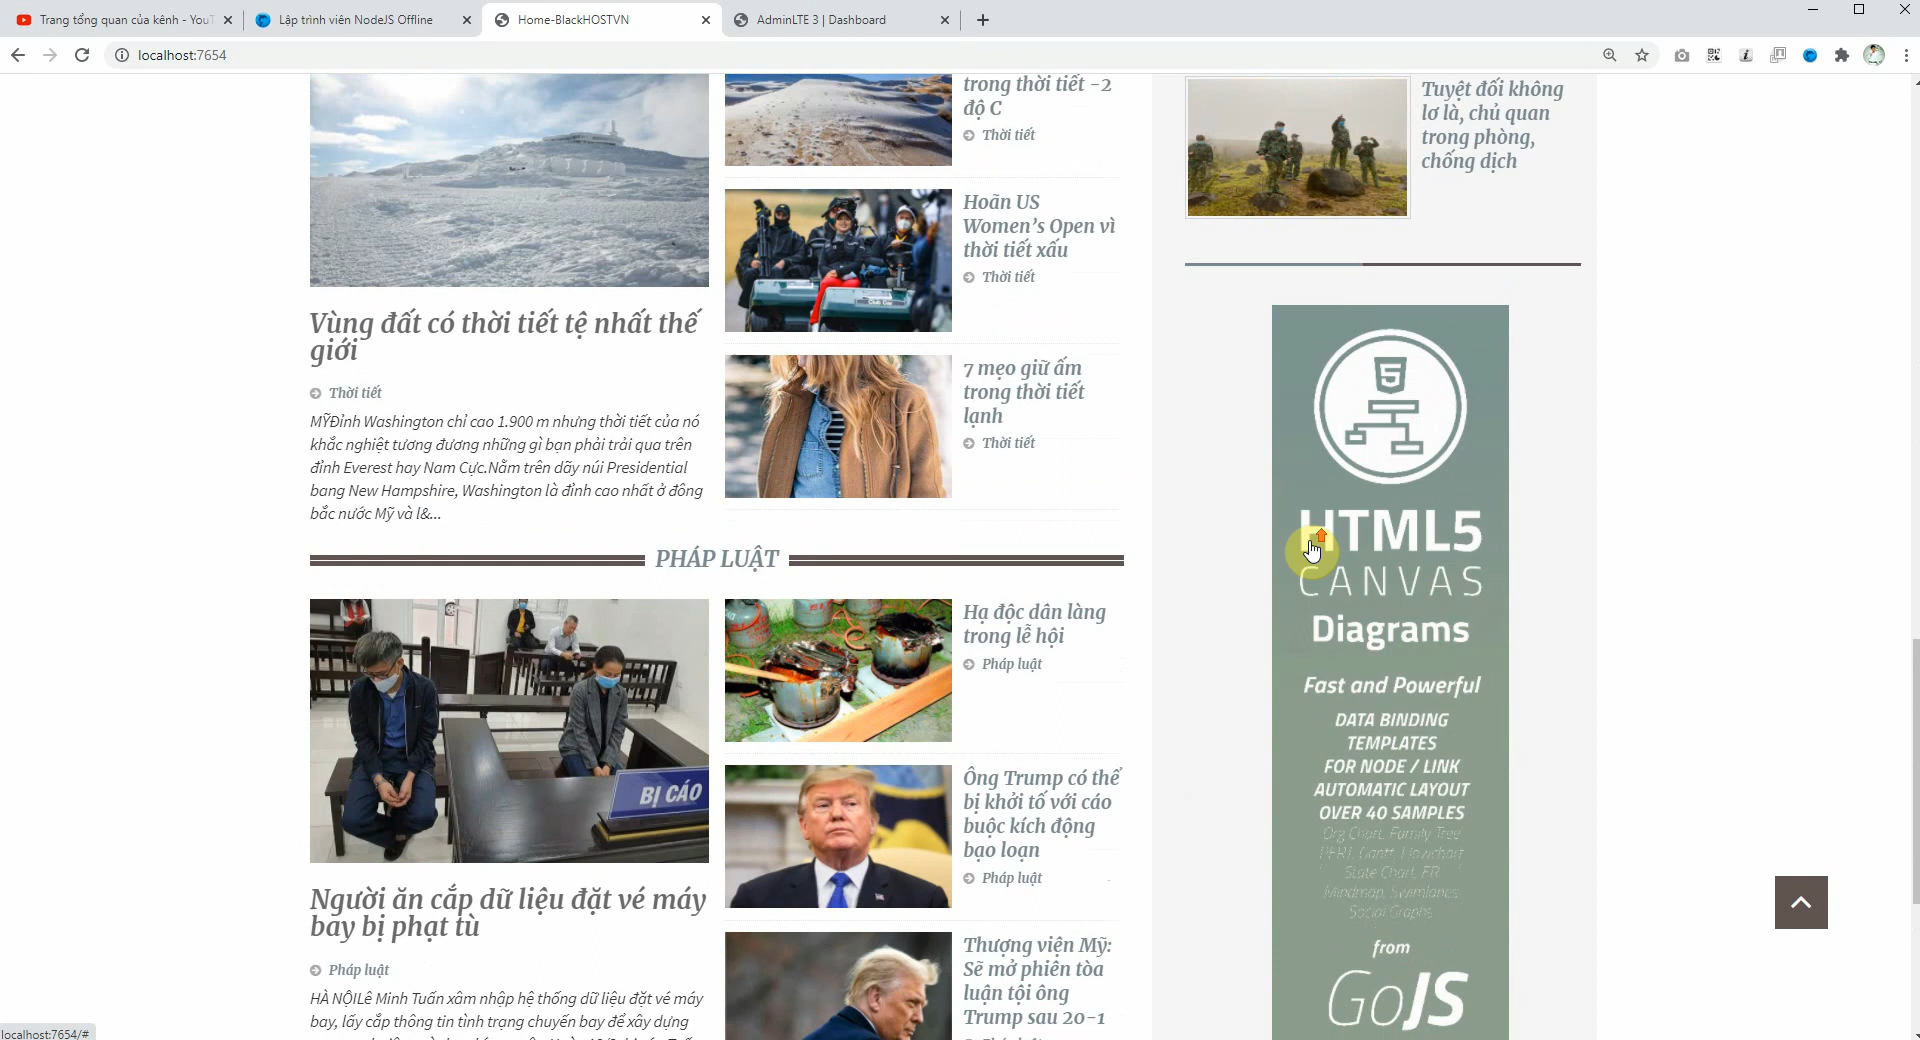 Trang tổng quan của kênh - YouT
Lập trình viên NodeJS Offline
Home-BlackHOSTVN
AdminLTE 3 | Dashboard
localhost:7654
trong thời tiết -2
độ C
Thời tiết
Hoãn US
Women's Open vì
thời tiết xấu
Thời tiết
7 mẹo giữ ấm
trong thời tiết
lạnh
Thời tiết
Vùng đất có thời tiết tệ nhất thế
giới
Thời tiết
MỸĐỉnh Washington chỉ cao 1.900 m nhưng thời tiết của nó
khắc nghiệt tương đương những gì bạn phải trải qua trên
đỉnh Everest hay Nam Cực.Nằm trên dãy núi Presidential
bang New Hampshire, Washington là đỉnh cao nhất ở đông
bắc nước Mỹ và l&...
PHÁP LUẬT
BỊ CÁO
Người ăn cắp dữ liệu đặt vé máy
bay bị phạt tù
Pháp luật
HÀ NỘILê Minh Tuấn xâm nhập hệ thống dữ liệu đặt vé máy
bay, lấy cắp thông tin tình trạng chuyến bay để xây dựng
Hạ độc dân làng
trong lễ hội
Pháp luật
Ông Trump có thể
bị khởi tố với cáo
buộc kích động
bạo loạn
Pháp luật
Thượng viện Mỹ:
Sẽ mở phiên tòa
luận tội ông
Trump sau 20-1
Tuyệt đối không
lơ là, chủ quan
trong phòng,
chống dịch
5
HTML5
CANVAS
Diagrams
Fast and Powerful
DATA BINDING
TEMPLATES
FOR NODE / LINK
AUTOMATIC LAYOUT
OVER 40 SAMPLES
Org Chart, Family Tree
PERT, Gantt, Flowchart
State Chart, ER
Mindmap, Swimlanes
Social Graphs
from
GoJS
localhost:7654/#